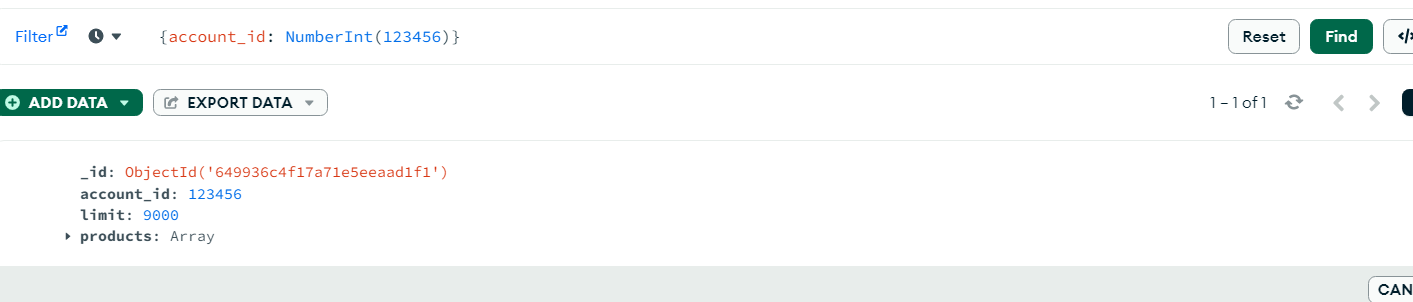 Filter {account_id: NumberInt(123456)} Reset Find </>
ADD DATA EXPORT DATA 1 – 1 of 1
_id: ObjectId('649936c4f17a71e5eeaad1f1')
account_id: 123456
limit: 9000
products: Array
CAN